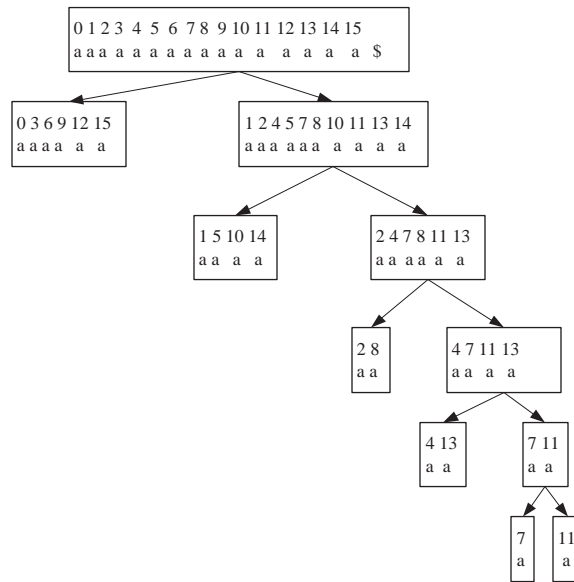 0 1 2 3 4 5 6 7 8 9 10 11 12 13 14 15
a a a a a a a a a a a a a a a a $
0 3 6 9 12 15
a a a a a a
1 2 4 5 7 8 10 11 13 14
a a a a a a a a a a
1 5 10 14
a a a a
2 4 7 8 11 13
a a a a a a
2 8
a a
4 7 11 13
a a a a
4 13
a a
7 11
a a
7
a
11
a